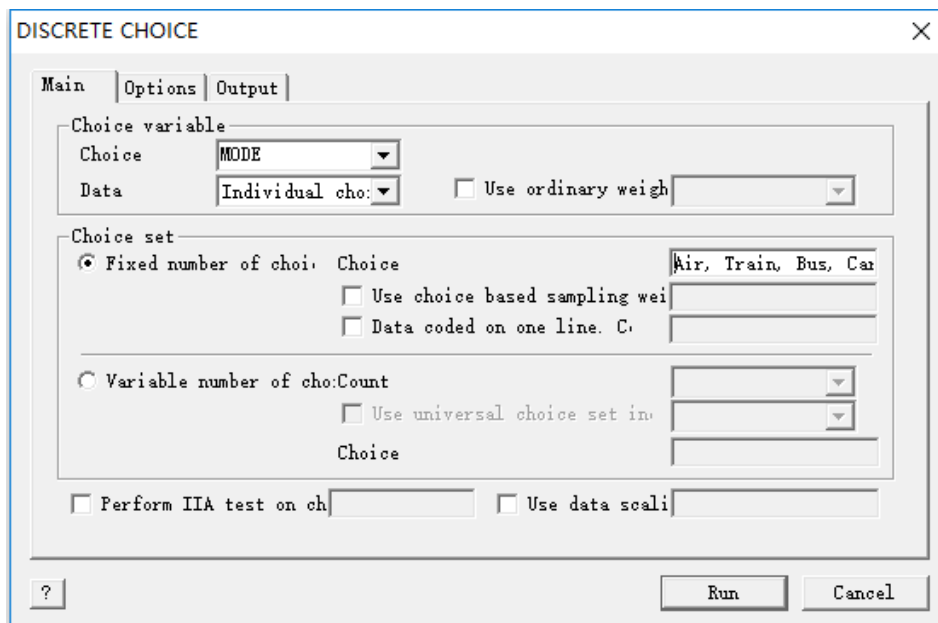 DISCRETE CHOICE
Main Options Output
Choice variable
Choice MODE
Data Individual cho: Use ordinary weigh
Choice set
Fixed number of choi Choice Air, Train, Bus, Car
Use choice based sampling wei
Data coded on one line. C
Variable number of cho: Count
Use universal choice set in
Choice
Perform IIA test on ch Use data scali
? Run Cancel